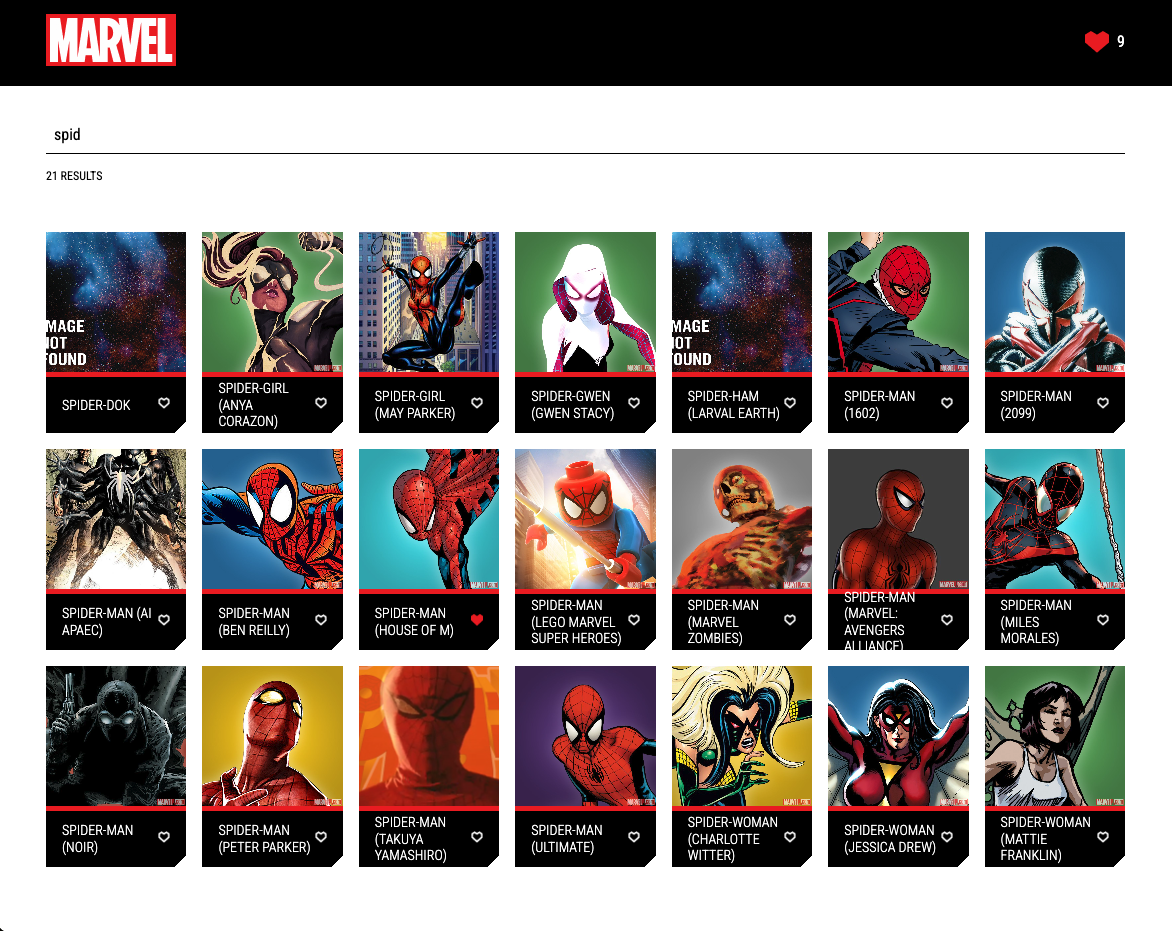 MARVEL
9
spid
21 RESULTS
MAGE
NOT
FOUND
MAGE
NOT
FOUND
SPIDER-DOK
SPIDER-GIRL
(ANYA
CORAZON)
SPIDER-GIRL
(MAY PARKER)
SPIDER-GWEN
(GWEN STACY)
SPIDER-HAM
(LARVAL EARTH)
SPIDER-MAN
(1602)
SPIDER-MAN
(2099)
SPIDER-MAN (AI
APAEC)
SPIDER-MAN
(BEN REILLY)
SPIDER-MAN
(HOUSE OF M)
SPIDER-MAN
(LEGO MARVEL
SUPER HEROES)
SPIDER-MAN
(MARVEL
ZOMBIES)
SPIDER-MAN
(MARVEL:
AVENGERS
ALLIANCE)
SPIDER-MAN
(MILES
MORALES)
SPIDER-MAN
(NOIR)
SPIDER-MAN
(PETER PARKER)
SPIDER-MAN
(TAKUYA
YAMASHIRO)
SPIDER-MAN
(ULTIMATE)
SPIDER-WOMAN
(CHARLOTTE
WITTER)
SPIDER-WOMAN
(JESSICA DREW)
SPIDER-WOMAN
(MATTIE
FRANKLIN)